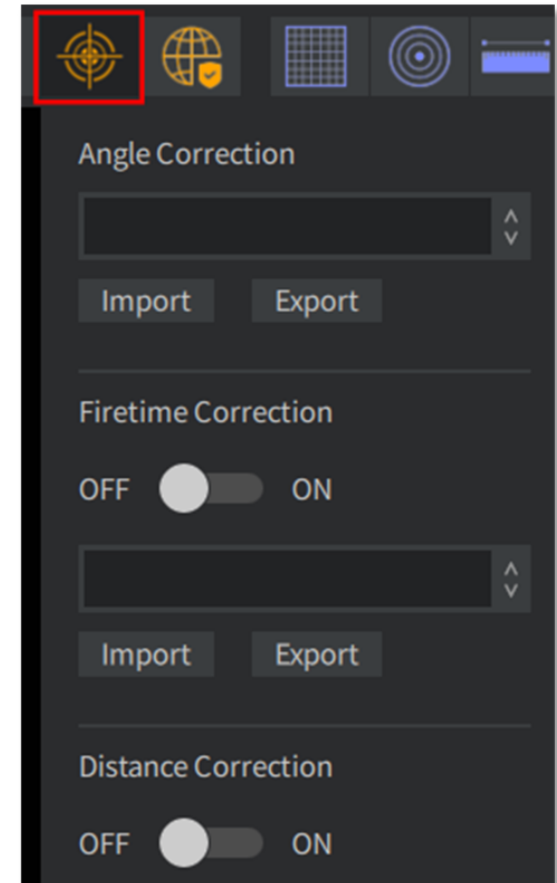 Angle Correction
Import Export
Firetime Correction
OFF ON
Import Export
Distance Correction
OFF ON